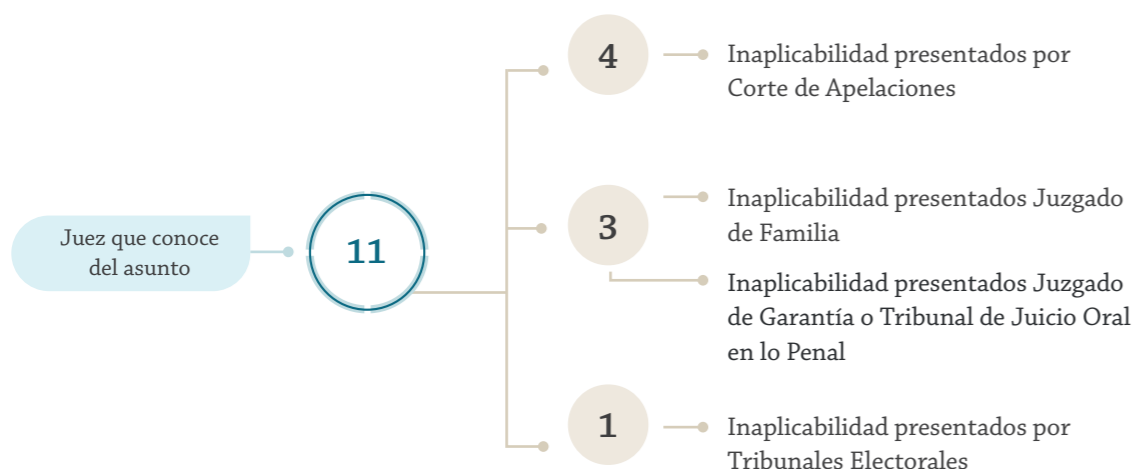 Juez que conoce
del asunto
11
4
Inaplicabilidad presentados por
Corte de Apelaciones
3
Inaplicabilidad presentados Juzgado
de Familia
Inaplicabilidad presentados Juzgado
de Garantía o Tribunal de Juicio Oral
en lo Penal
1
Inaplicabilidad presentados por
Tribunales Electorales